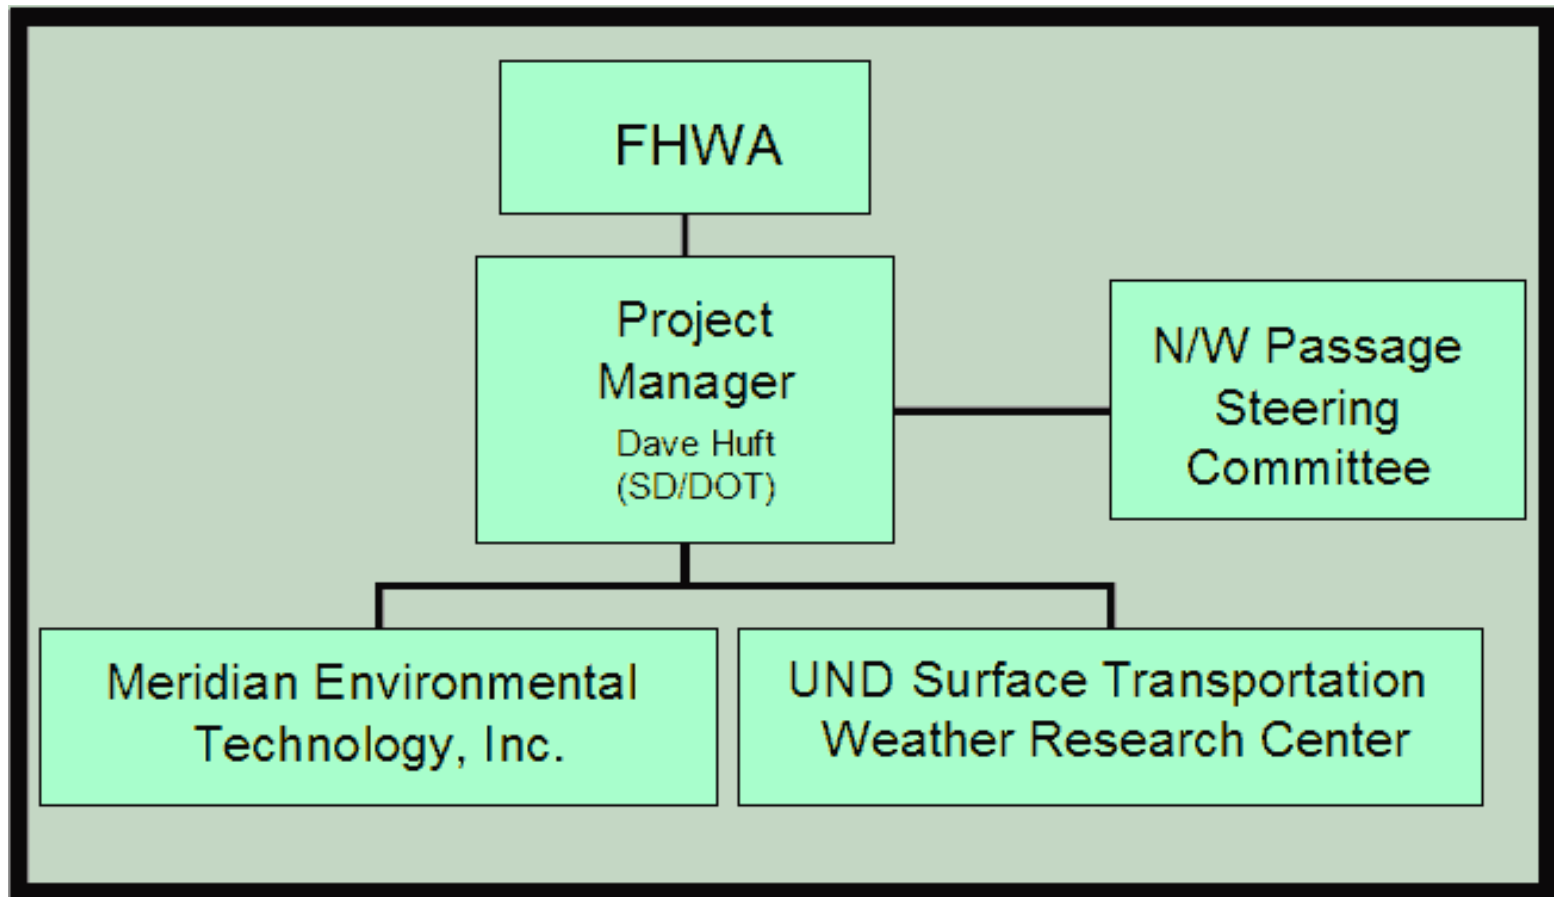 FHWA
Project
Manager
Dave Huft
(SD/DOT)
N/W Passage
Steering
Committee
Meridian Environmental
Technology, Inc.
UND Surface Transportation
Weather Research Center